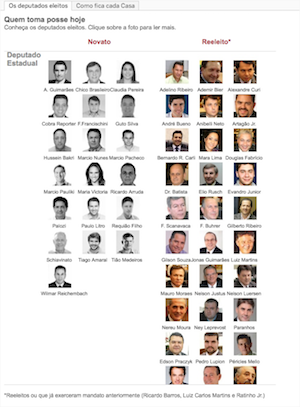 Os deputados eleitos Como fica cada Casa
Quem toma posse hoje
Conheça os deputados eleitos. Clique sobre a foto para ler mais.
Novato Reeleito*
Deputado
Estadual
A. Guimarães Chico Brasileiro Claudia Pereira Adelino Ribeiro Ademir Bier Alexandre Curi
Cobra Reporter F.Francischini Guto Silva André Bueno Anibelli Neto Artagão Jr.
Hussein Bakri Marcio Nunes Marcio Pacheco Bernardo R. Carli Mara Lima Douglas Fabrício
Marcio Pauliki Maria Victoria Ricardo Arruda Dr. Batista Elio Rusch Evandro Junior
Paicui Paulo Litro Requião Filho F. Scanavaca F. Buhrer Gilberto Ribeiro
Schiavinato Tiago Amaral Tião Medeiros Gilson Souza Jonas Guimarães Luiz Martins
Wilmar Reichembach Mauro Moraes Nelson Justus Nelson Luersen
Nereu Moura Ney Leprevost Paranhos
Edson Praczyk Pedro Lupion Péricles Mello
*Reeleitos ou que já exerceram mandato anteriormente (Ricardo Barros, Luiz Carlos Martins e Ratinho Jr.)